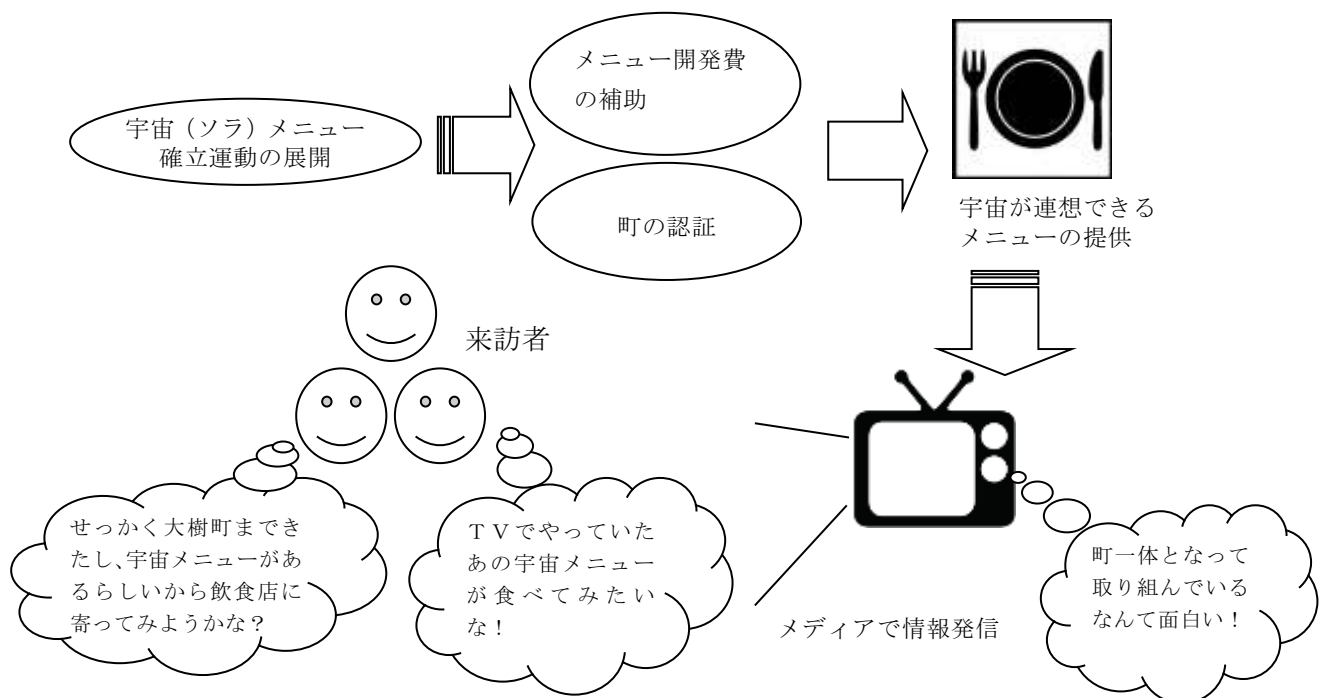 宇宙（ソラ）メニュー
確立運動の展開
メニュー開発費
の補助
町の認証
宇宙が連想できる
メニューの提供
来訪者
せっかく大樹町までき
たし、宇宙メニューがあ
るらしいから飲食店に
寄ってみようかな？
ＴＶでやっていた
あの宇宙メニュー
が食べてみたい
な！
メディアで情報発信
町一体となって
取り組んでいる
なんて面白い！